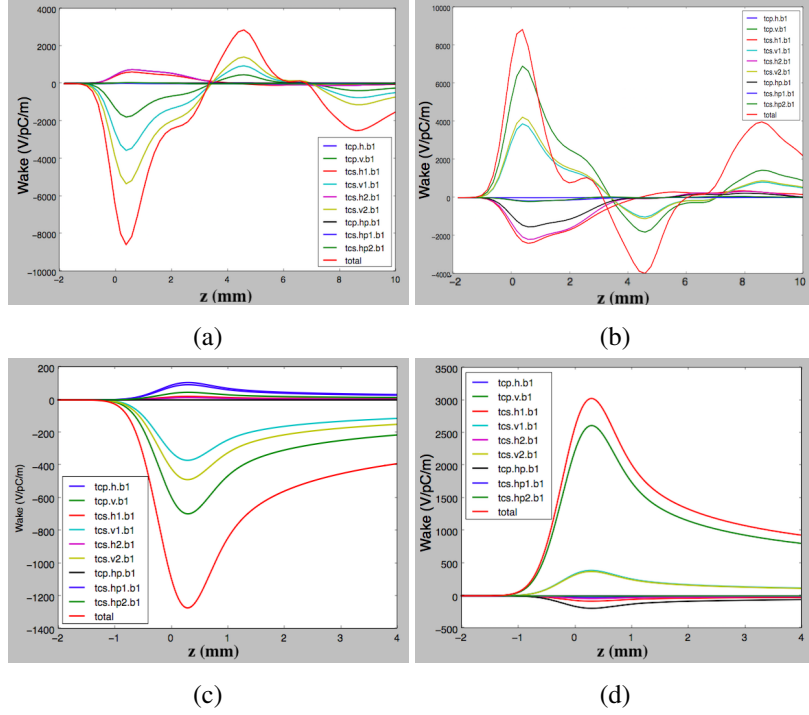 4000
2000
0
−2000
−4000
−6000
−8000
−10000
Wake (V/pC/m)
tcp.h.b1
tcp.v.b1
tcs.h1.b1
tcs.v1.b1
tcs.h2.b1
tcs.v2.b1
tcp.hp.b1
tcs.hp1.b1
tcs.hp2.b1
total
−2 0 2 4 6 8 10
z (mm)
(a)
10000
8000
6000
4000
2000
0
−2000
−4000
Wake (V/pC/m)
tcp.h.b1
tcp.v.b1
tcs.h1.b1
tcs.v1.b1
tcs.h2.b1
tcs.v2.b1
tcp.hp.b1
tcs.hp1.b1
tcs.hp2.b1
total
−2 0 2 4 6 8 10
z (mm)
(b)
200
0
−200
−400
−600
−800
−1000
−1200
−1400
Wake (V/pC/m)
tcp.h.b1
tcp.v.b1
tcs.h1.b1
tcs.v1.b1
tcs.h2.b1
tcs.v2.b1
tcp.hp.b1
tcs.hp1.b1
tcs.hp2.b1
total
−2 −1 0 1 2 3 4
z (mm)
(c)
3500
3000
2500
2000
1500
1000
500
0
−500
Wake (V/pC/m)
tcp.h.b1
tcp.v.b1
tcs.h1.b1
tcs.v1.b1
tcs.h2.b1
tcs.v2.b1
tcp.hp.b1
tcs.hp1.b1
tcs.hp2.b1
total
−2 −1 0 1 2 3 4
z (mm)
(d)